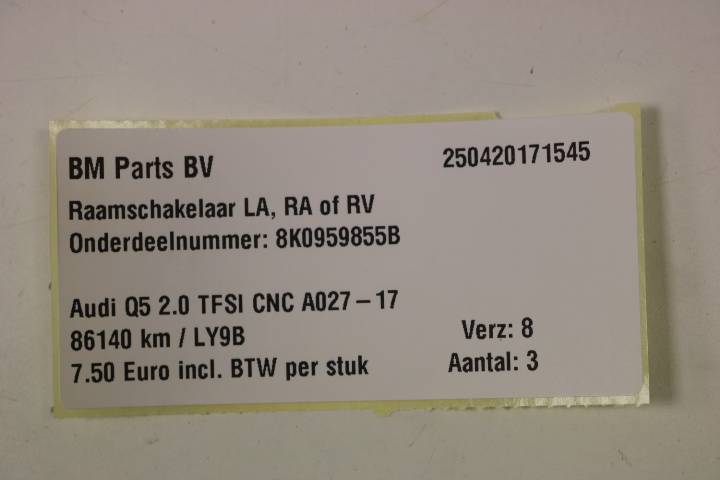 BM Parts BV 250420171545
Raamschakelaar LA, RA of RV
Onderdeelnummer: 8K0959855B
Audi Q5 2.0 TFSI CNC A027-17
86140 km / LY9B Verz: 8
7.50 Euro incl. BTW per stuk Aantal: 3